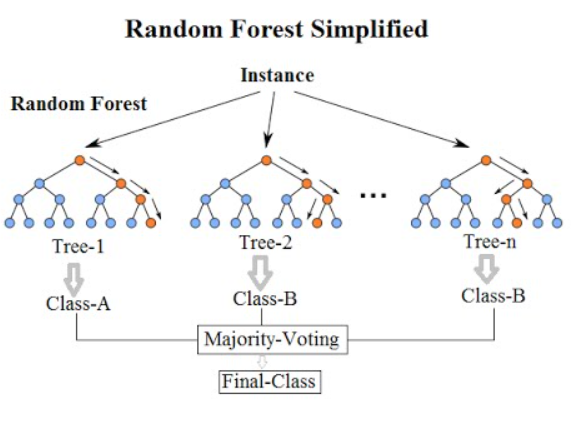 Random Forest Simplified
Instance
Random Forest
...
Tree-1
Tree-2
Tree-n
Class-A
Class-B
Class-B
Majority-Voting
Final-Class